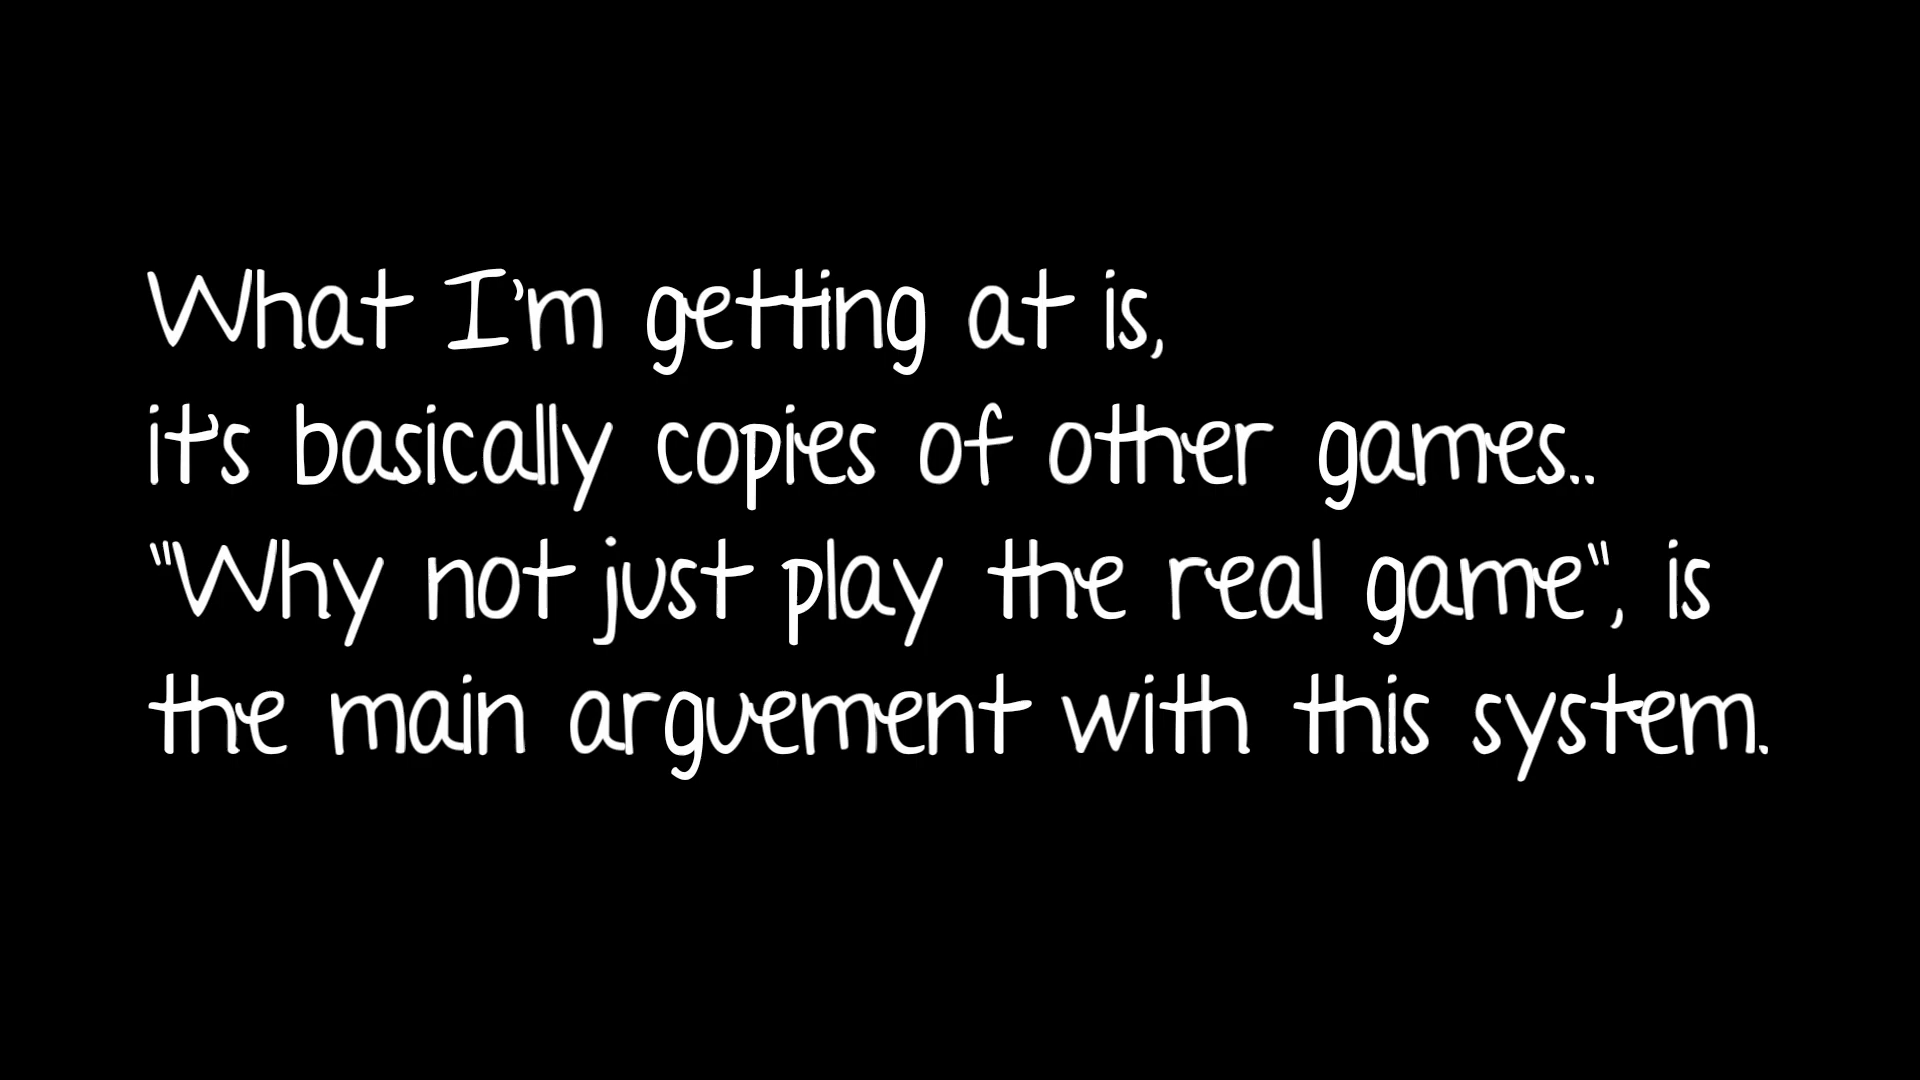 What I'm getting at is,
it's basically copies of other games..
"Why not just play the real game", is
the main arguement with this system.